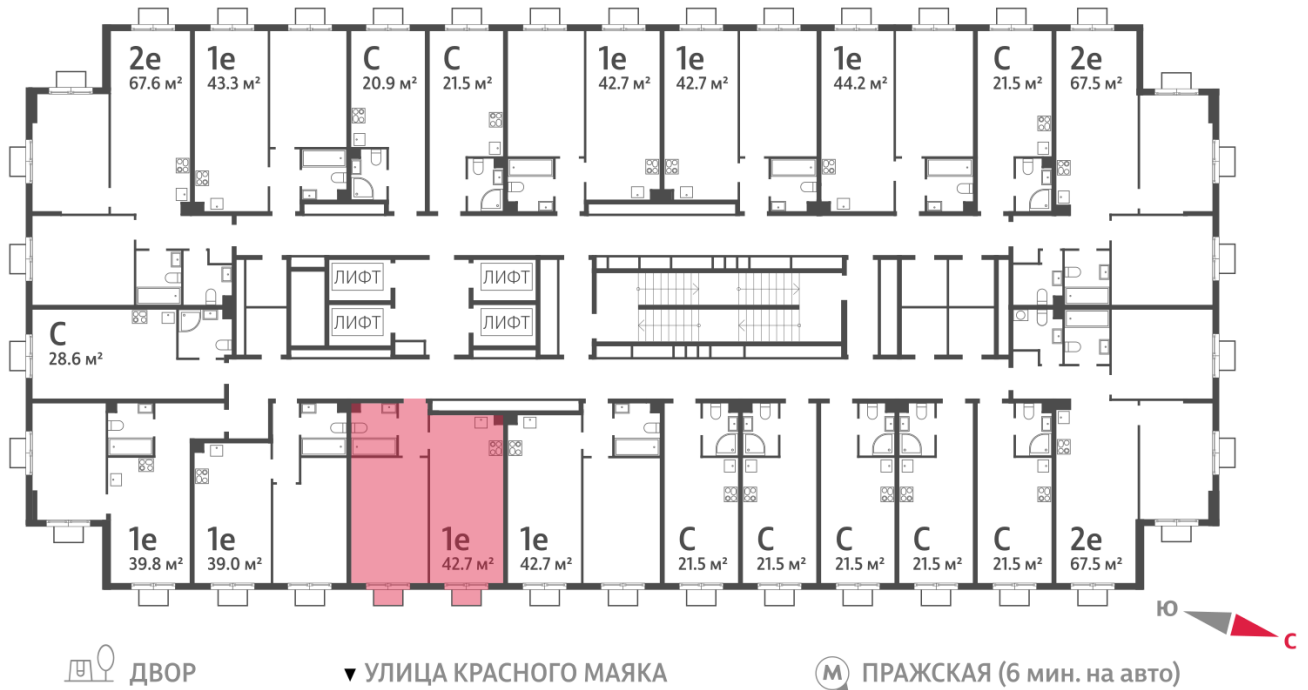 2е
67.6 м²
1е
43.3 м²
С
20.9 м²
С
21.5 м²
1е
42.7 м²
1е
42.7 м²
1е
44.2 м²
С
21.5 м²
2е
67.5 м²
ЛИФТ
ЛИФТ
ЛИФТ
ЛИФТ
С
28.6 м²
1е
39.8 м²
1е
39.0 м²
1е
42.7 м²
1е
42.7 м²
С
21.5 м²
С
21.5 м²
С
21.5 м²
С
21.5 м²
С
21.5 м²
2е
67.5 м²
Ю
С
ДВОР
УЛИЦА КРАСНОГО МАЯКА
М ПРАЖСКАЯ (6 мин. на авто)